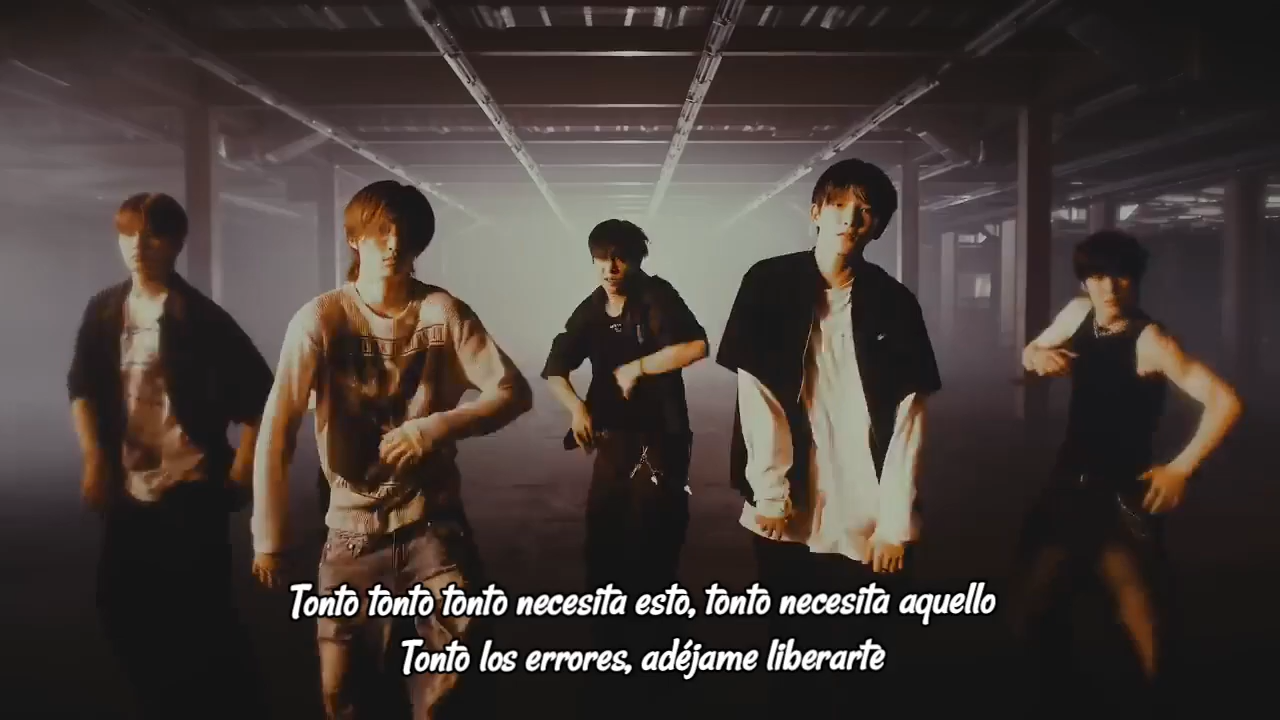 Tonto tonto tonto necesita esto, tonto necesita aquello
Tonto los errores, adéjame liberarte